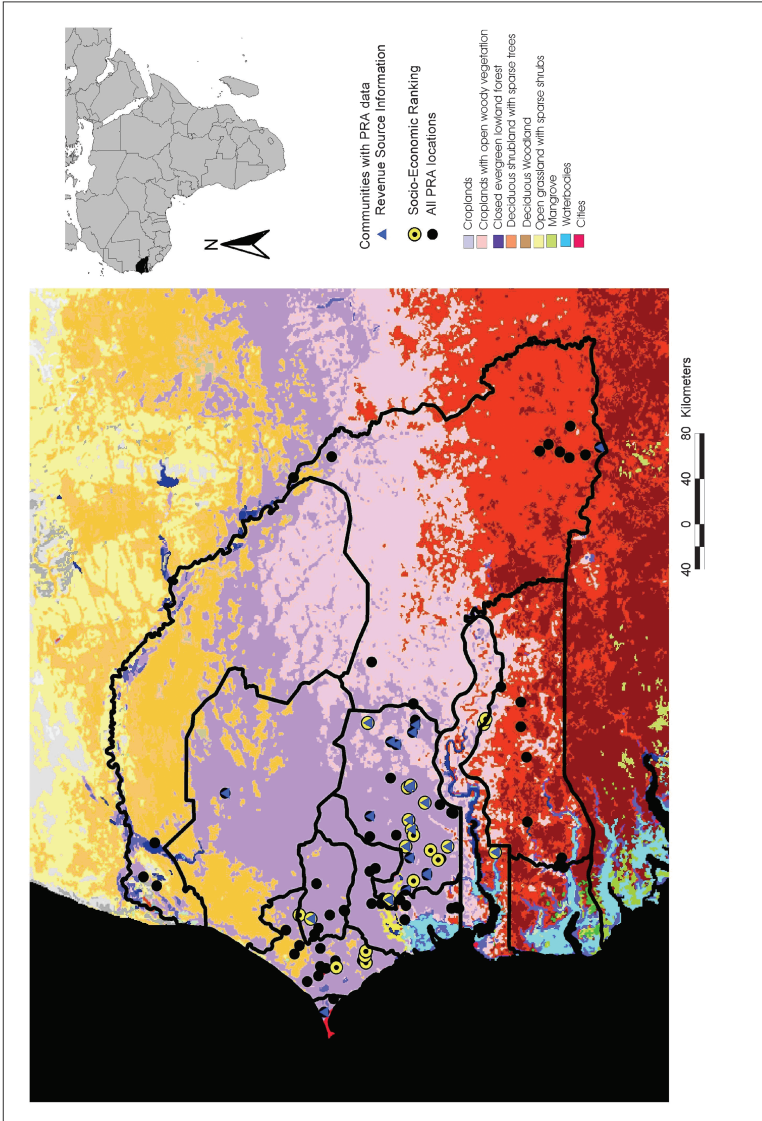 N
Communities with PRA data
Revenue Source Information
Socio-Economic Ranking
All PRA locations
Croplands
Croplands with open woody vegetation
Closed evergreen lowland forest
Deciduous shrubland with sparse trees
Deciduous Woodland
Open grassland with sparse shrubs
Mangrove
Waterbodies
Cities
40 0 40 80 Kilometers